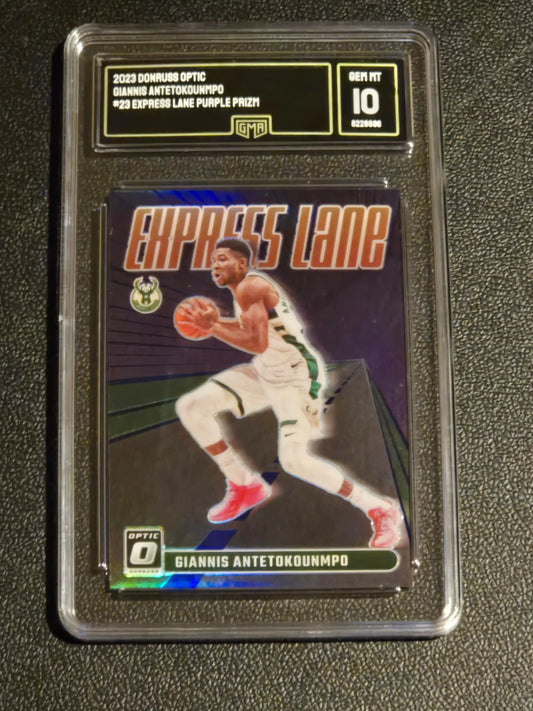 2023 DONRUSS OPTIC
GIANNIS ANTETOKOUNMPO
#23 EXPRESS LANE PURPLE PRIZM
GEM MT
10
GMA
EXPRESS LANE
OPTIC
GIANNIS ANTETOKOUNMPO